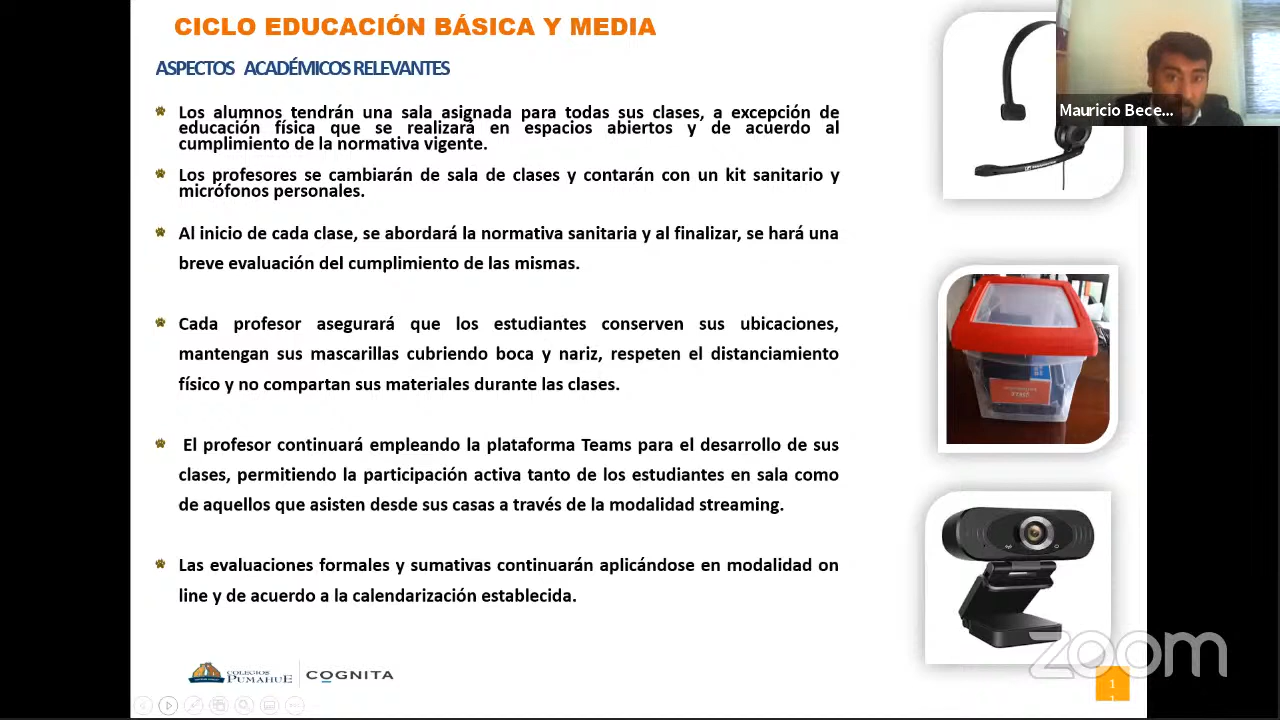 CICLO EDUCACIÓN BÁSICA Y MEDIA
ASPECTOS ACADÉMICOS RELEVANTES
Los alumnos tendrán una sala asignada para todas sus clases, a excepción de
educación física que se realizará en espacios abiertos y de acuerdo al
cumplimiento de la normativa vigente.
Los profesores se cambiarán de sala de clases y contarán con un kit sanitario y
micrófonos personales.
Al inicio de cada clase, se abordará la normativa sanitaria y al finalizar, se hará una
breve evaluación del cumplimiento de las mismas.
Cada profesor asegurará que los estudiantes conserven sus ubicaciones,
mantengan sus mascarillas cubriendo boca y nariz, respeten el distanciamiento
físico y no compartan sus materiales durante las clases.
El profesor continuará empleando la plataforma Teams para el desarrollo de sus
clases, permitiendo la participación activa tanto de los estudiantes en sala como
de aquellos que asisten desde sus casas a través de la modalidad streaming.
Las evaluaciones formales y sumativas continuarán aplicándose en modalidad on
line y de acuerdo a la calendarización establecida.
COLEGIOS
PUMAHUE
COGNITA
Mauricio Bece...
zoom
1
1